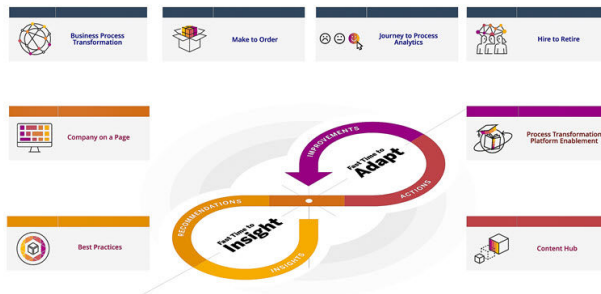 Business Process
Transformation
Make to Order
Journey to Process
Analytics
Hire to Retire
Company on a Page
Process Transformation
Platform Enablement
IMPROVEMENTS
Fast Time to
Adapt
ACTIONS
RECOMMENDATIONS
Fast Time to
Insight
INSIGHTS
Best Practices
Content Hub